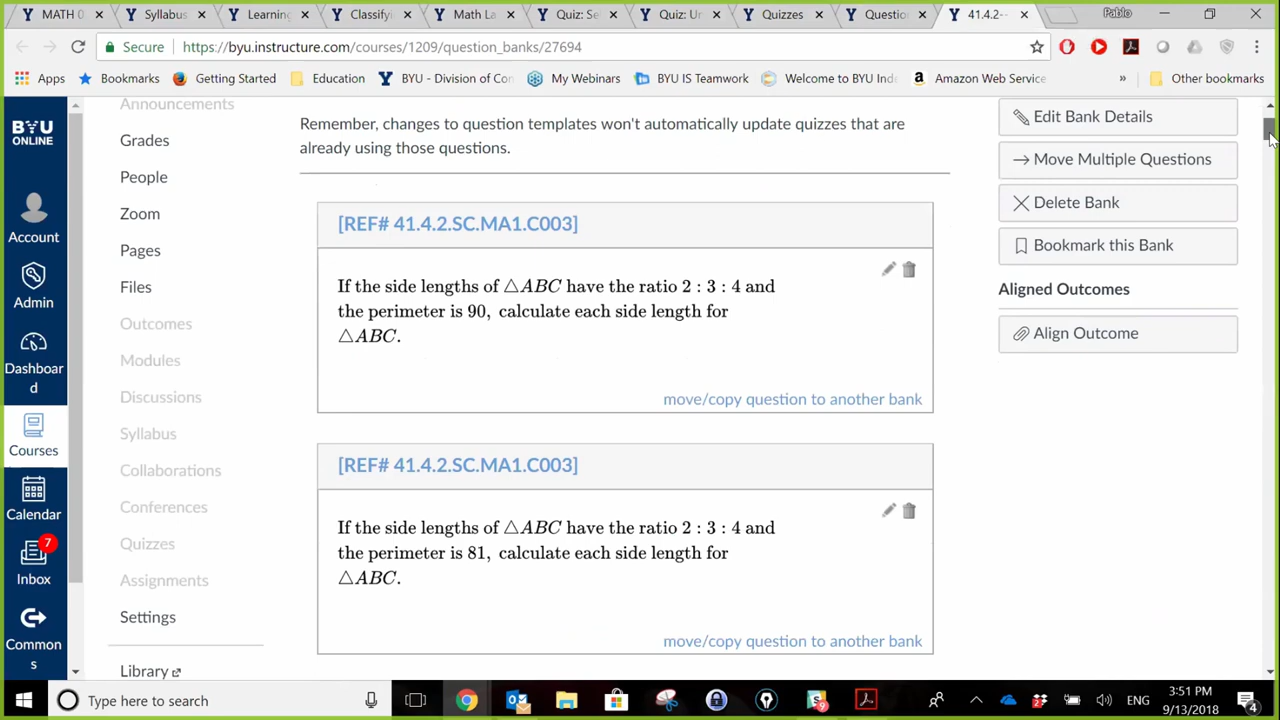 MATH 0
Syllabus
Learning
Classifyi
Math La
Quiz: Se
Quiz: Ur
Quizzes
Question
41.4.2--
Pablo
Secure https://byu.instructure.com/courses/1209/question_banks/27694
Apps Bookmarks Getting Started Education BYU - Division of Con My Webinars BYU IS Teamwork Welcome to BYU Inde Amazon Web Service » Other bookmarks
BYU
ONLINE
Account
Admin
Dashboar
d
Courses
Calendar
7
Inbox
Common
s
Announcements
Grades
People
Zoom
Pages
Files
Outcomes
Modules
Discussions
Syllabus
Collaborations
Conferences
Quizzes
Assignments
Settings
Library
Remember, changes to question templates won't automatically update quizzes that are
already using those questions.
[REF# 41.4.2.SC.MA1.C003]
If the side lengths of △ABC have the ratio 2 : 3 : 4 and
the perimeter is 90, calculate each side length for
△ABC.
move/copy question to another bank
[REF# 41.4.2.SC.MA1.C003]
If the side lengths of △ABC have the ratio 2 : 3 : 4 and
the perimeter is 81, calculate each side length for
△ABC.
move/copy question to another bank
Edit Bank Details
Move Multiple Questions
Delete Bank
Bookmark this Bank
Aligned Outcomes
Align Outcome
Type here to search
ENG
3:51 PM
9/13/2018
4